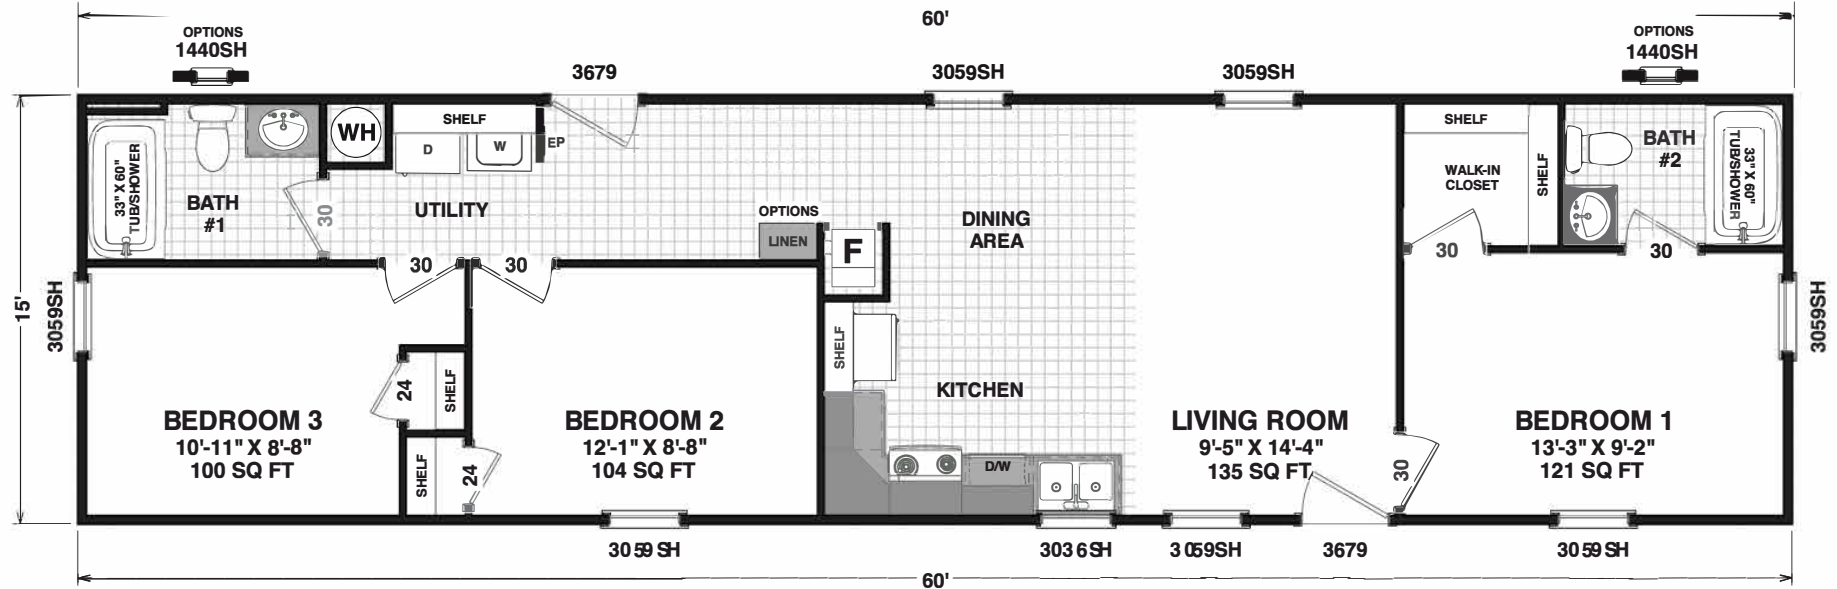 60'
OPTIONS
1440SH
3679
3059SH
3059SH
OPTIONS
1440SH
WH
SHELF
D
W
EP
33" X 60"
TUB/SHOWER
BATH
#1
30
UTILITY
OPTIONS
LINEN
F
DINING
AREA
SHELF
SHELF
WALK-IN
CLOSET
BATH
#2
33" X 60"
TUB/SHOWER
30
30
30
30
15'
3059SH
3059SH
SHELF
KITCHEN
24
SHELF
BEDROOM 3
10'-11" X 8'-8"
100 SQ FT
SHELF
24
BEDROOM 2
12'-1" X 8'-8"
104 SQ FT
D/W
LIVING ROOM
9'-5" X 14'-4"
135 SQ FT
30
BEDROOM 1
13'-3" X 9'-2"
121 SQ FT
3059SH
3036SH
3059SH
3679
3059SH
60'